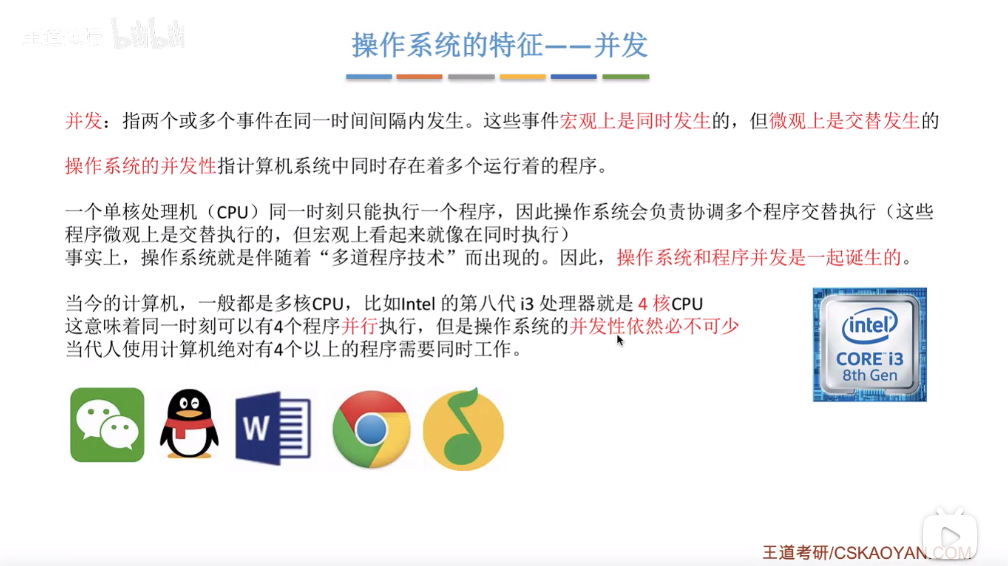 王道论坛 bilibili
操作系统的特征——并发
并发：指两个或多个事件在同一时间间隔内发生。这些事件宏观上是同时发生的，但微观上是交替发生的
操作系统的并发性指计算机系统中同时存在着多个运行着的程序。
一个单核处理机（CPU）同一时刻只能执行一个程序，因此操作系统会负责协调多个程序交替执行（这些
程序微观上是交替执行的，但宏观上看起来就像在同时执行）
事实上，操作系统就是伴随着“多道程序技术”而出现的。因此，操作系统和程序并发是一起诞生的。
当今的计算机，一般都是多核CPU，比如Intel 的第八代 i3 处理器就是 4 核CPU
这意味着同一时刻可以有4个程序并行执行，但是操作系统的并发性依然必不可少
当代人使用计算机绝对有4个以上的程序需要同时工作。
intel
CORE i3
8th Gen
W
王道考研/CSKAOYAN.COM